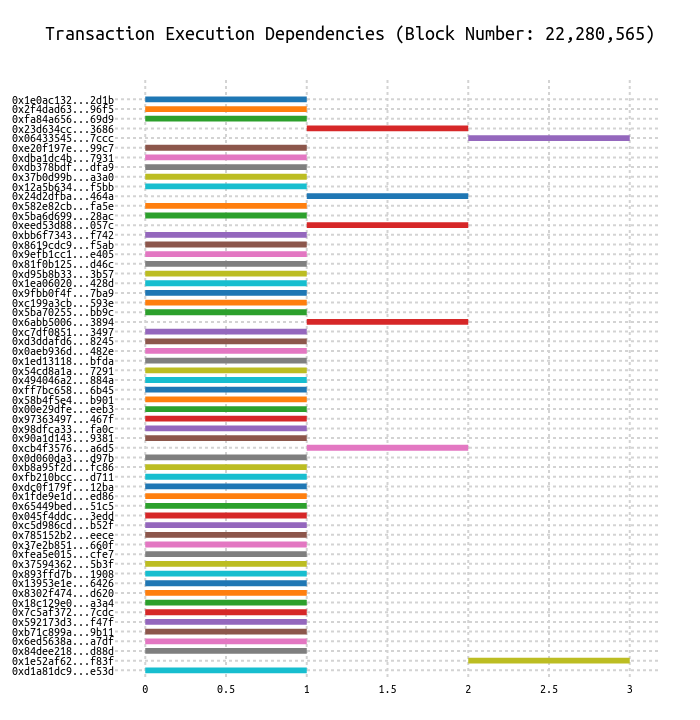 Transaction Execution Dependencies (Block Number: 22,280,565)
0x1e0ac132...2d1b
0x2f4dad63...96f5
0xfa84a656...69d9
0x23d634cc...3686
0x06433545...7ccc
0xe20f197e...99c7
0xdba1dc4b...7931
0xdb378bdf...dfa9
0x37b0d99b...a3a0
0x12a5b634...f5bb
0x24d2dfba...464a
0x582e82cb...fa5e
0x5ba6d699...28ac
0xeed53d88...057c
0xbb6f7343...f742
0x8619cdc9...f5ab
0x9efb1cc1...e405
0x81f0b125...d46c
0xd95b8b33...3b57
0x1ea06020...428d
0x9fbb0f4f...7ba9
0xc199a3cb...593e
0x5ba70255...bb9c
0x6abb5006...3894
0xc7df0851...3497
0xd3ddafd6...8245
0x0aeb936d...482e
0x1ed13118...bfda
0x54cd8a1a...7291
0x494046a2...884a
0xff7bc658...6b45
0x58b4f5e4...b901
0x00e29dfe...eeb3
0x97363497...467f
0x98dfca33...fa0c
0x90a1d143...9381
0xcb4f3576...a6d5
0x0d060da3...d97b
0xb8a95f2d...fc86
0xfb210bcc...d711
0xdc0f179f...12ba
0x1fde9e1d...ed86
0x65449bed...51c5
0x045f4ddc...3edd
0xc5d986cd...b52f
0x785152b2...eece
0x37e2b851...660f
0xfea5e015...cfe7
0x37594362...5b3f
0x893ffd7b...1908
0x13953e1e...6426
0x8302f474...d620
0x18c129e0...a3a4
0x7c5af372...7cdc
0x592173d3...f47f
0xb71c899a...9b11
0x6ed5638a...a7df
0x84dee218...d88d
0x1e52af62...f83f
0xd1a81dc9...e53d
0 0.5 1 1.5 2 2.5 3